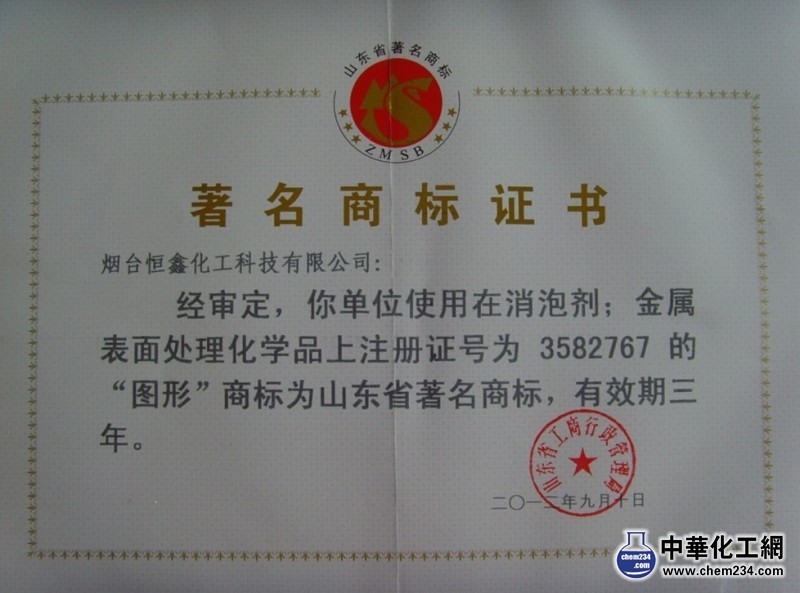 山东省著名商标
ZMSB
著名商标证书
烟台恒鑫化工科技有限公司:
经审定，你单位使用在消泡剂；金属
表面处理化学品上注册证号为 3582767 的
“图形”商标为山东省著名商标，有效期三
年。
山东省工商行政管理局
二〇一二年九月十日
chem234.com
中華化工網
www.chem234.com